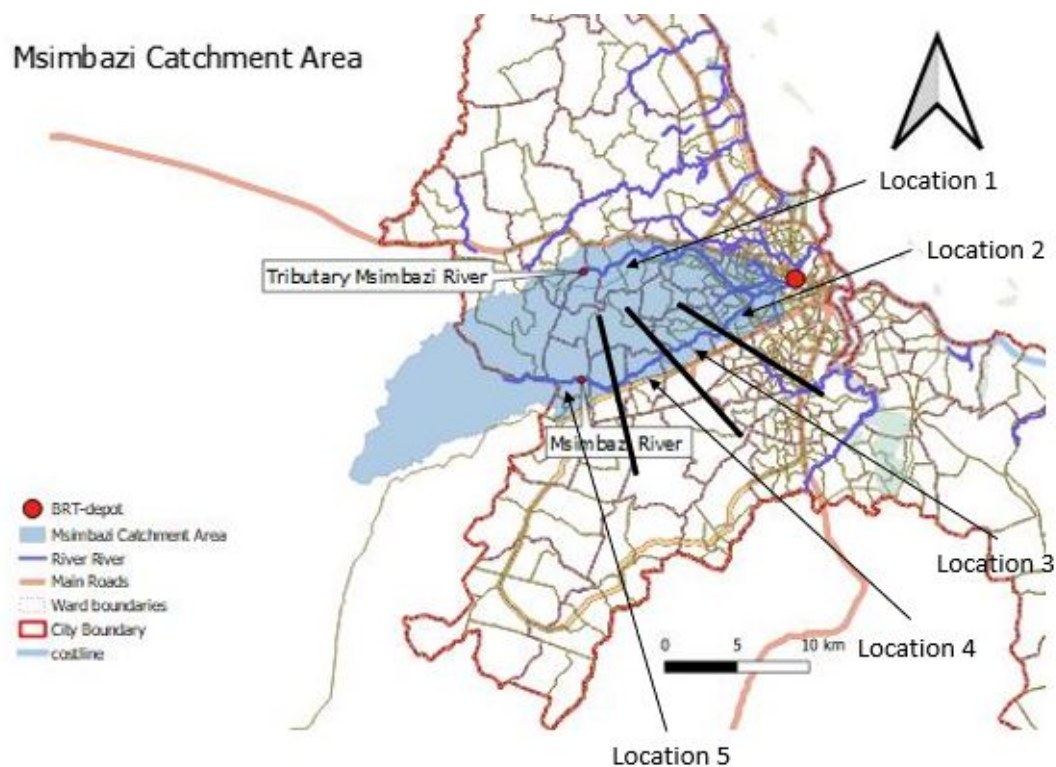 Msimbazi Catchment Area
Location 1
Location 2
Tributary Msimbazi River
Msimbazi River
BRT-depot
Msimbazi Catchment Area
River River
Main Roads
Ward boundaries
City Boundary
costline
Location 3
Location 4
0 5 10 km
Location 5